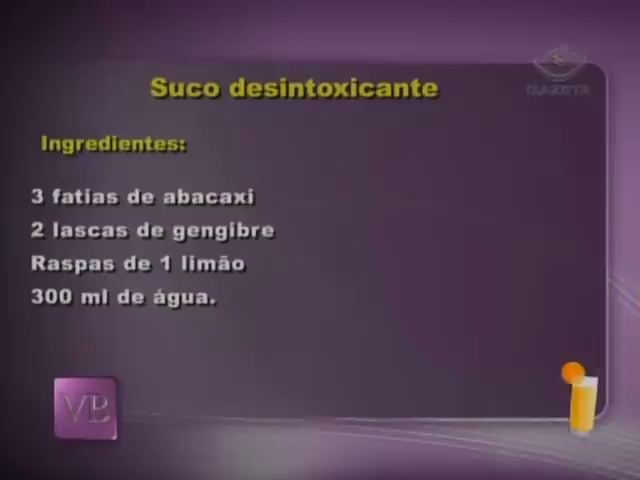 GAZETA
Suco desintoxicante
Ingredientes:
3 fatias de abacaxi
2 lascas de gengibre
Raspas de 1 limão
300 ml de água.
VB